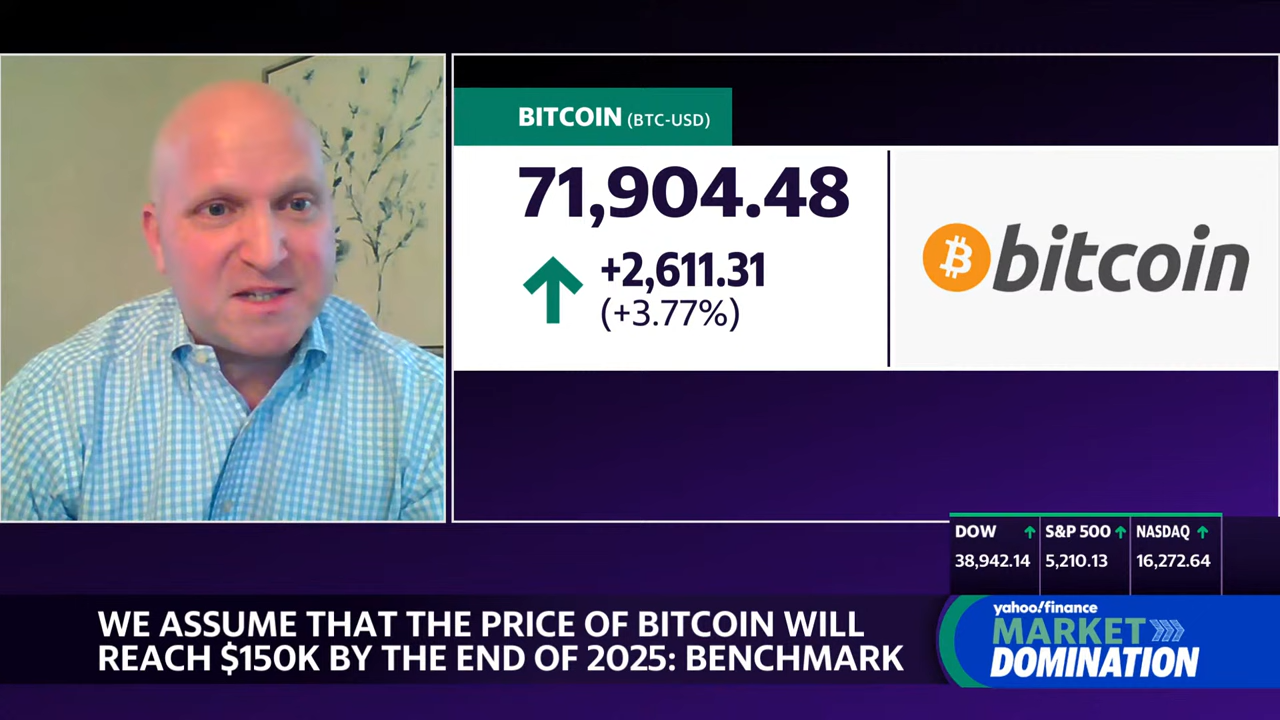 BITCOIN (BTC-USD)
71,904.48
+2,611.31
(+3.77%)
bitcoin
DOW
38,942.14
S&P 500
5,210.13
NASDAQ
16,272.64
WE ASSUME THAT THE PRICE OF BITCOIN WILL
REACH $150K BY THE END OF 2025: BENCHMARK
yahoo!finance
MARKET
DOMINATION